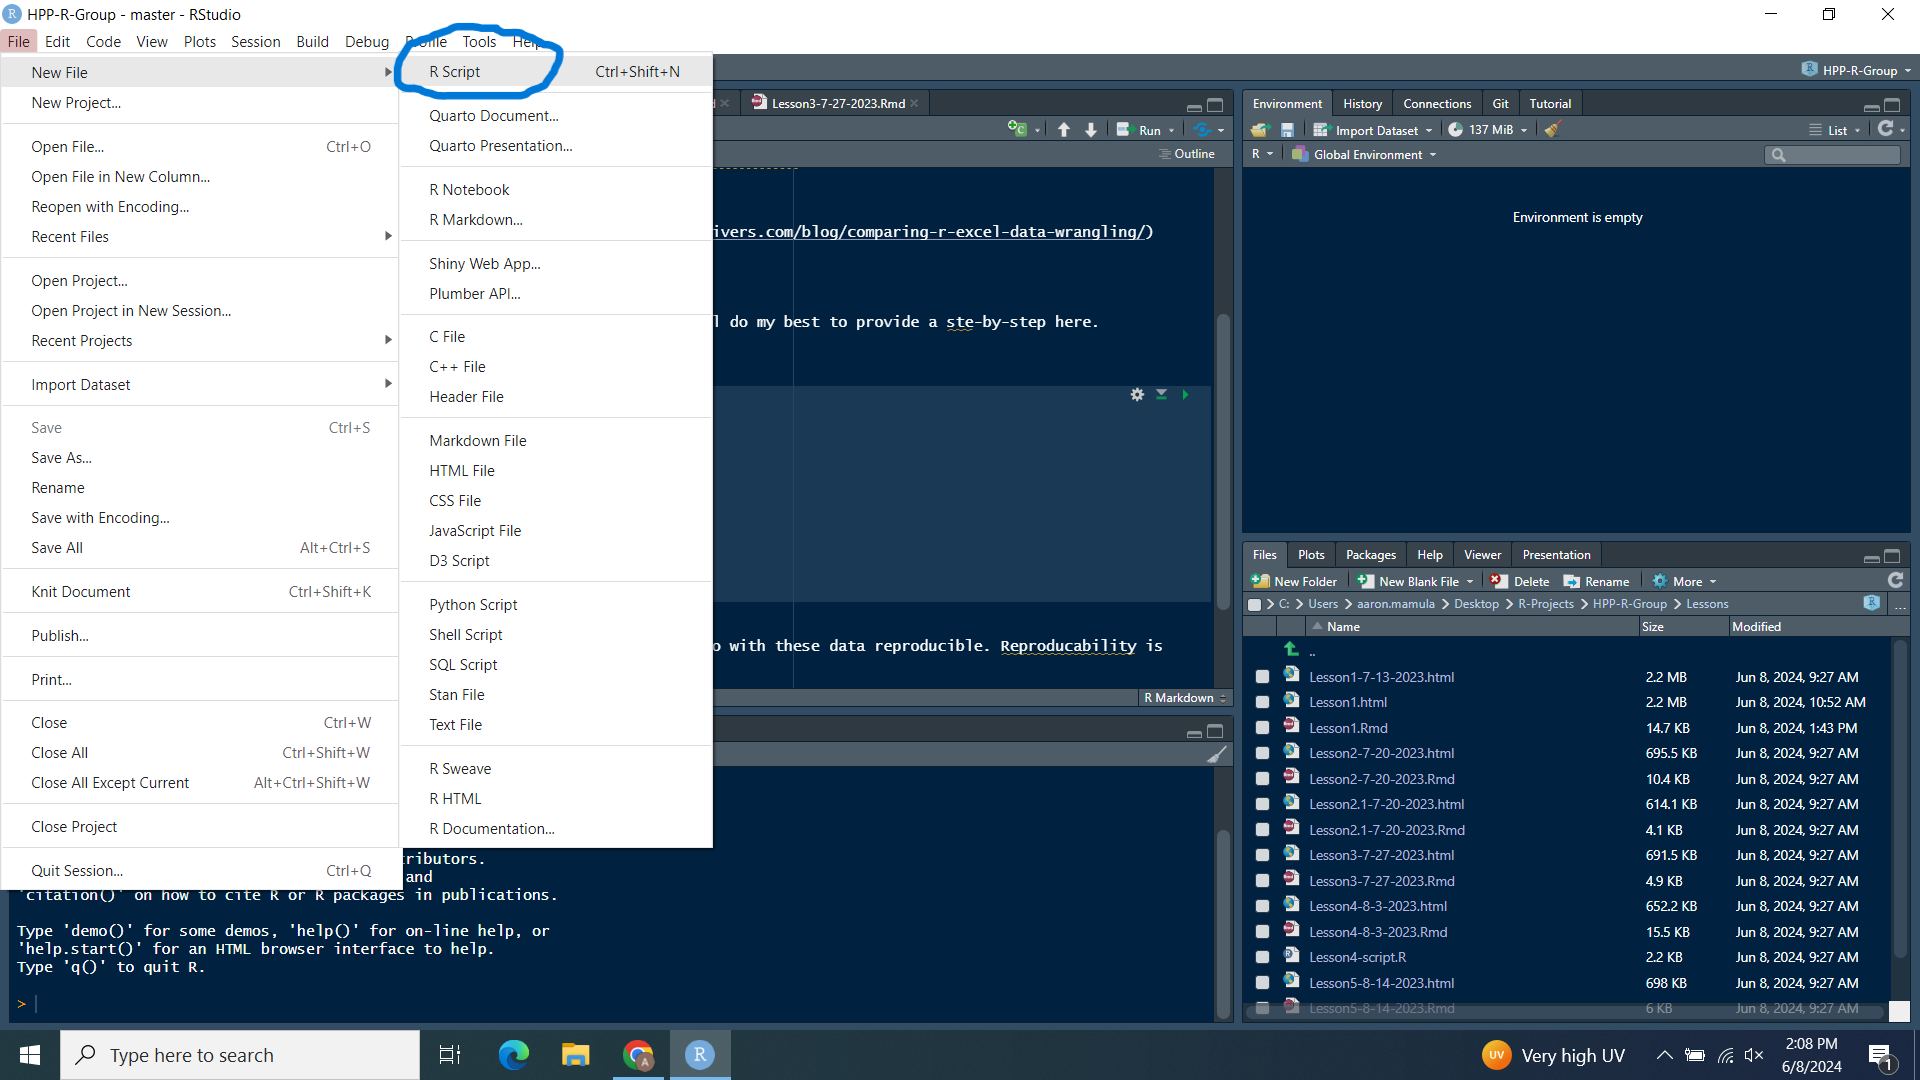 HPP-R-Group - master - RStudio
File Edit Code View Plots Session Build Debug Profile Tools Help
New File
New Project...
Open File... Ctrl+O
Open File in New Column...
Reopen with Encoding...
Recent Files
Open Project...
Open Project in New Session...
Recent Projects
Import Dataset
Save Ctrl+S
Save As...
Rename
Save with Encoding...
Save All Alt+Ctrl+S
Knit Document Ctrl+Shift+K
Publish...
Print...
Close Ctrl+W
Close All Ctrl+Shift+W
Close All Except Current Alt+Ctrl+Shift+W
Close Project
Quit Session... Ctrl+Q
R Script Ctrl+Shift+N
Quarto Document...
Quarto Presentation...
R Notebook
R Markdown...
Shiny Web App...
Plumber API...
C File
C++ File
Header File
Markdown File
HTML File
CSS File
JavaScript File
D3 Script
Python Script
Shell Script
SQL Script
Stan File
Text File
R Sweave
R HTML
R Documentation...
HPP-R-Group
Lesson3-7-27-2023.Rmd
Run
Outline
ivers.com/blog/comparing-r-excel-data-wrangling/)
do my best to provide a ste-by-step here.
with these data reproducible. Reproducability is
R Markdown
tributors.
and
'citation()' on how to cite R or R packages in publications.
Type 'demo()' for some demos, 'help()' for on-line help, or
'help.start()' for an HTML browser interface to help.
Type 'q()' to quit R.
>
Environment History Connections Git Tutorial
Import Dataset 137 MiB List
R Global Environment
Environment is empty
Files Plots Packages Help Viewer Presentation
New Folder New Blank File Delete Rename More
C: Users aaron.mamula Desktop R-Projects HPP-R-Group Lessons ...
Name Size Modified
..
Lesson1-7-13-2023.html 2.2 MB Jun 8, 2024, 9:27 AM
Lesson1.html 2.2 MB Jun 8, 2024, 10:52 AM
Lesson1.Rmd 14.7 KB Jun 8, 2024, 1:43 PM
Lesson2-7-20-2023.html 695.5 KB Jun 8, 2024, 9:27 AM
Lesson2-7-20-2023.Rmd 10.4 KB Jun 8, 2024, 9:27 AM
Lesson2.1-7-20-2023.html 614.1 KB Jun 8, 2024, 9:27 AM
Lesson2.1-7-20-2023.Rmd 4.1 KB Jun 8, 2024, 9:27 AM
Lesson3-7-27-2023.html 691.5 KB Jun 8, 2024, 9:27 AM
Lesson3-7-27-2023.Rmd 4.9 KB Jun 8, 2024, 9:27 AM
Lesson4-8-3-2023.html 652.2 KB Jun 8, 2024, 9:27 AM
Lesson4-8-3-2023.Rmd 15.5 KB Jun 8, 2024, 9:27 AM
Lesson4-script.R 2.2 KB Jun 8, 2024, 9:27 AM
Lesson5-8-14-2023.html 698 KB Jun 8, 2024, 9:27 AM
Lesson5-8-14-2023.Rmd 6 KB Jun 8, 2024, 9:27 AM
Type here to search
UV Very high UV
2:08 PM
6/8/2024
1